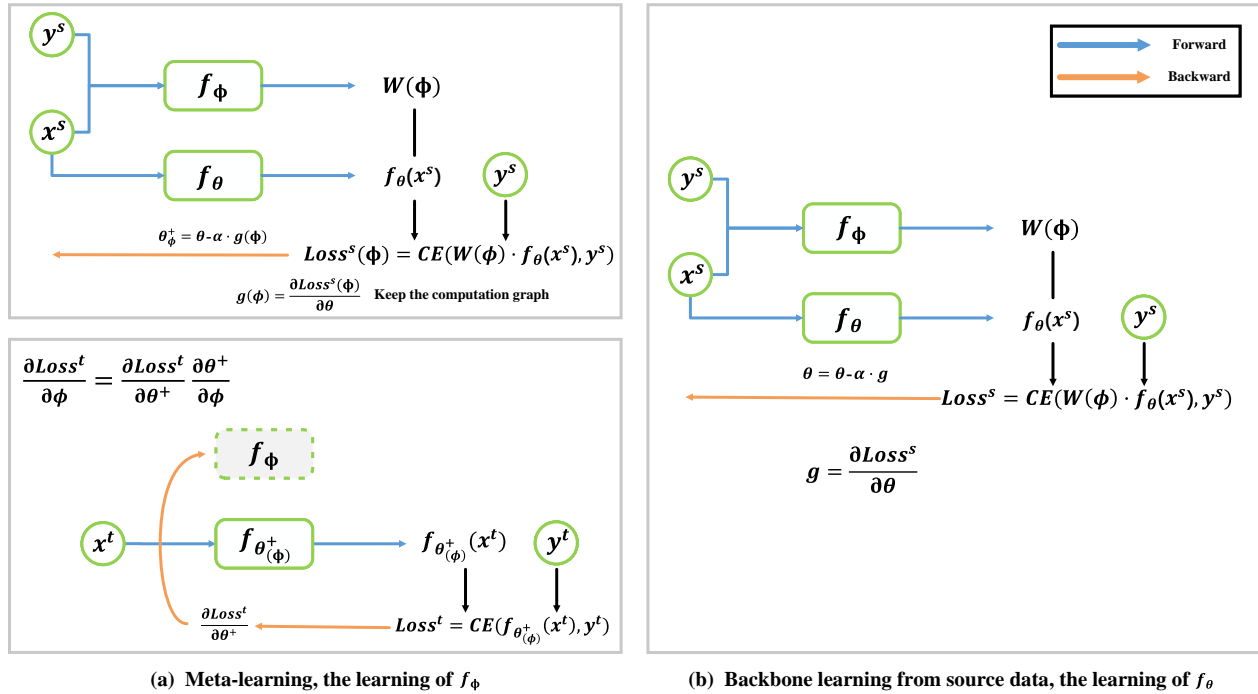 y^s
f_ϕ
W(ϕ)
x^s
f_θ
f_θ(x^s)
y^s
θ_ϕ^+ = θ-α · g(ϕ)
Loss^s(ϕ) = CE(W(ϕ) · f_θ(x^s), y^s)
g(ϕ) = ∂Loss^s(ϕ)/∂θ Keep the computation graph
∂Loss^t/∂ϕ = ∂Loss^t/∂θ^+ ∂θ^+/∂ϕ
f_ϕ
x^t
f_θ^+_(ϕ)
f_θ^+_(ϕ)(x^t)
y^t
∂Loss^t/∂θ^+
Loss^t = CE(f_θ^+_(ϕ)(x^t), y^t)
(a) Meta-learning, the learning of f_ϕ
Forward
Backward
y^s
f_ϕ
W(ϕ)
x^s
f_θ
f_θ(x^s)
y^s
θ = θ-α · g
Loss^s = CE(W(ϕ) · f_θ(x^s), y^s)
g = ∂Loss^s/∂θ
(b) Backbone learning from source data, the learning of f_θ